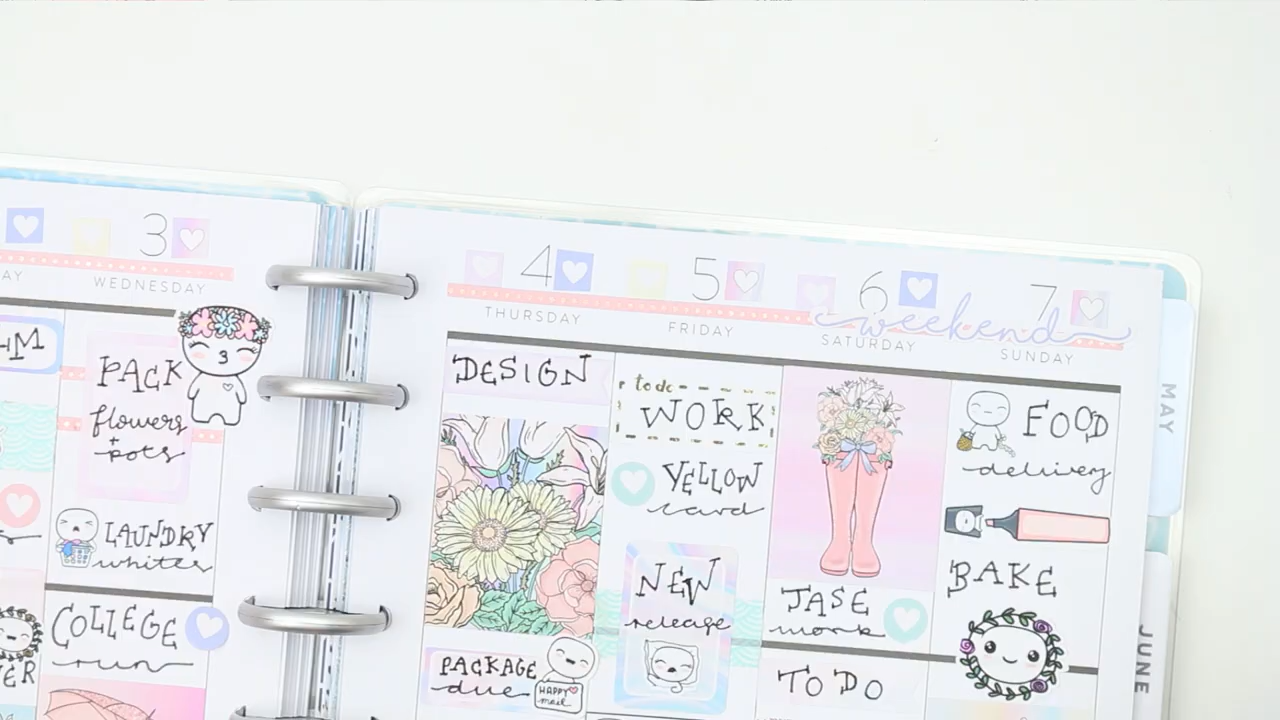 3
WEDNESDAY
PACK
flowers
+
pots
LAUNDRY
whites
COLLEGE
run
4
THURSDAY
DESIGN
PACKAGE
due
HAPPY
mail
5
FRIDAY
to do
WORK
YELLOW
card
NEW
release
6
SATURDAY
weekend
JASE
work
TO DO
7
SUNDAY
FOOD
delivery
BAKE
MAY
JUNE